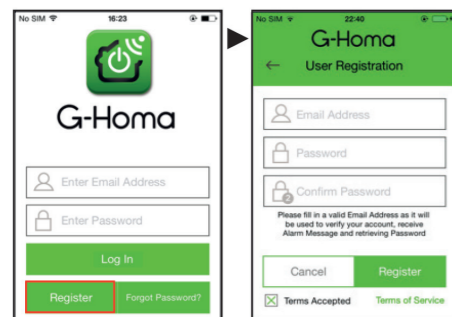 No SIM 16:23
G-Homa
Enter Email Address
Enter Password
Log In
Register Forgot Password?
No SIM 22:40
G-Homa
← User Registration
Email Address
Password
2 Confirm Password
Please fill in a valid Email Address as it will
be used to verify your account, receive
Alarm Message and retrieving Password
Cancel Register
Terms Accepted Terms of Service